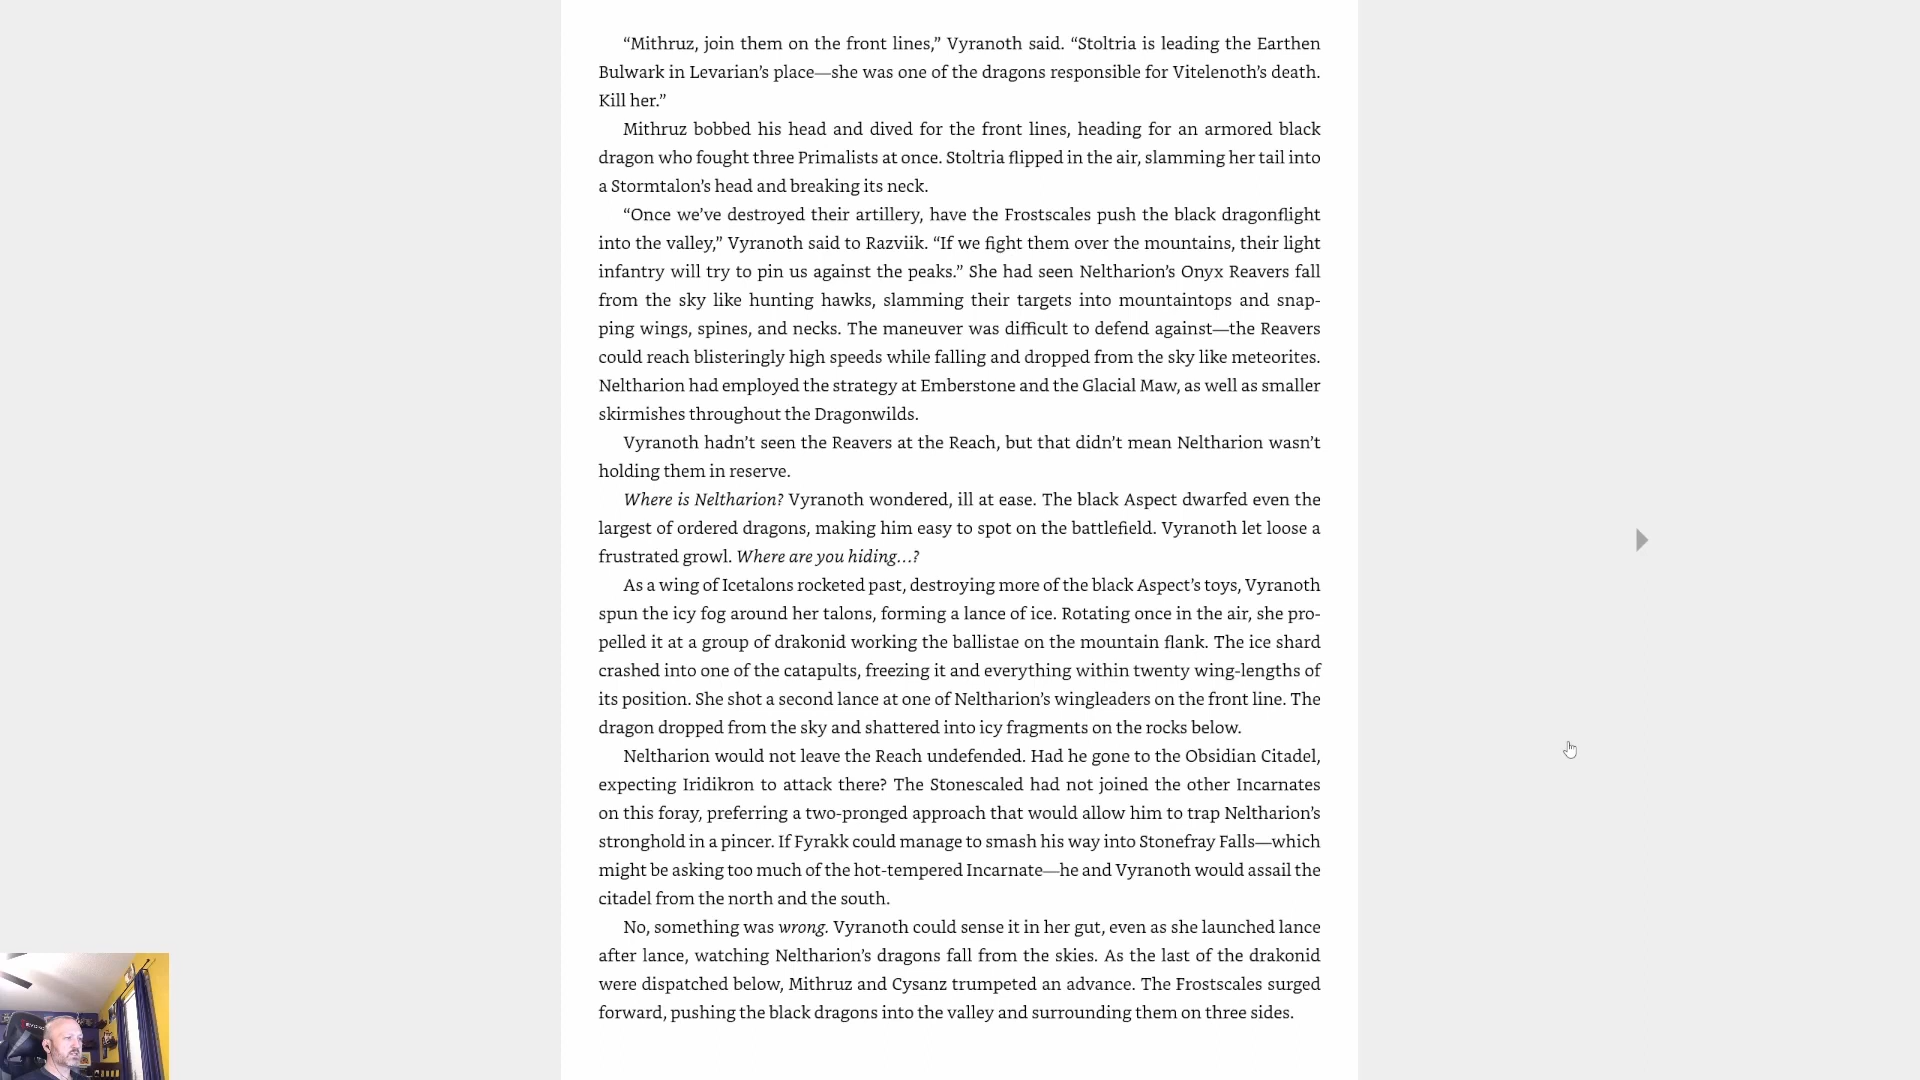 “Mithruz, join them on the front lines,” Vyranoth said. “Stoltria is leading the Earthen
Bulwark in Levarian’s place—she was one of the dragons responsible for Vitelenoth’s death.
Kill her.”
Mithruz bobbed his head and dived for the front lines, heading for an armored black
dragon who fought three Primalists at once. Stoltria flipped in the air, slamming her tail into
a Stormtalon’s head and breaking its neck.
“Once we’ve destroyed their artillery, have the Frostscales push the black dragonflight
into the valley,” Vyranoth said to Razviik. “If we fight them over the mountains, their light
infantry will try to pin us against the peaks.” She had seen Neltharion’s Onyx Reavers fall
from the sky like hunting hawks, slamming their targets into mountaintops and snap-
ping wings, spines, and necks. The maneuver was difficult to defend against—the Reavers
could reach blisteringly high speeds while falling and dropped from the sky like meteorites.
Neltharion had employed the strategy at Emberstone and the Glacial Maw, as well as smaller
skirmishes throughout the Dragonwilds.
Vyranoth hadn’t seen the Reavers at the Reach, but that didn’t mean Neltharion wasn’t
holding them in reserve.
Where is Neltharion? Vyranoth wondered, ill at ease. The black Aspect dwarfed even the
largest of ordered dragons, making him easy to spot on the battlefield. Vyranoth let loose a
frustrated growl. Where are you hiding…?
As a wing of Icetalons rocketed past, destroying more of the black Aspect’s toys, Vyranoth
spun the icy fog around her talons, forming a lance of ice. Rotating once in the air, she pro-
pelled it at a group of drakonid working the ballistae on the mountain flank. The ice shard
crashed into one of the catapults, freezing it and everything within twenty wing-lengths of
its position. She shot a second lance at one of Neltharion’s wingleaders on the front line. The
dragon dropped from the sky and shattered into icy fragments on the rocks below.
Neltharion would not leave the Reach undefended. Had he gone to the Obsidian Citadel,
expecting Iridikron to attack there? The Stonescaled had not joined the other Incarnates
on this foray, preferring a two-pronged approach that would allow him to trap Neltharion’s
stronghold in a pincer. If Fyrakk could manage to smash his way into Stonefray Falls—which
might be asking too much of the hot-tempered Incarnate—he and Vyranoth would assail the
citadel from the north and the south.
No, something was wrong. Vyranoth could sense it in her gut, even as she launched lance
after lance, watching Neltharion’s dragons fall from the skies. As the last of the drakonid
were dispatched below, Mithruz and Cysanz trumpeted an advance. The Frostscales surged
forward, pushing the black dragons into the valley and surrounding them on three sides.